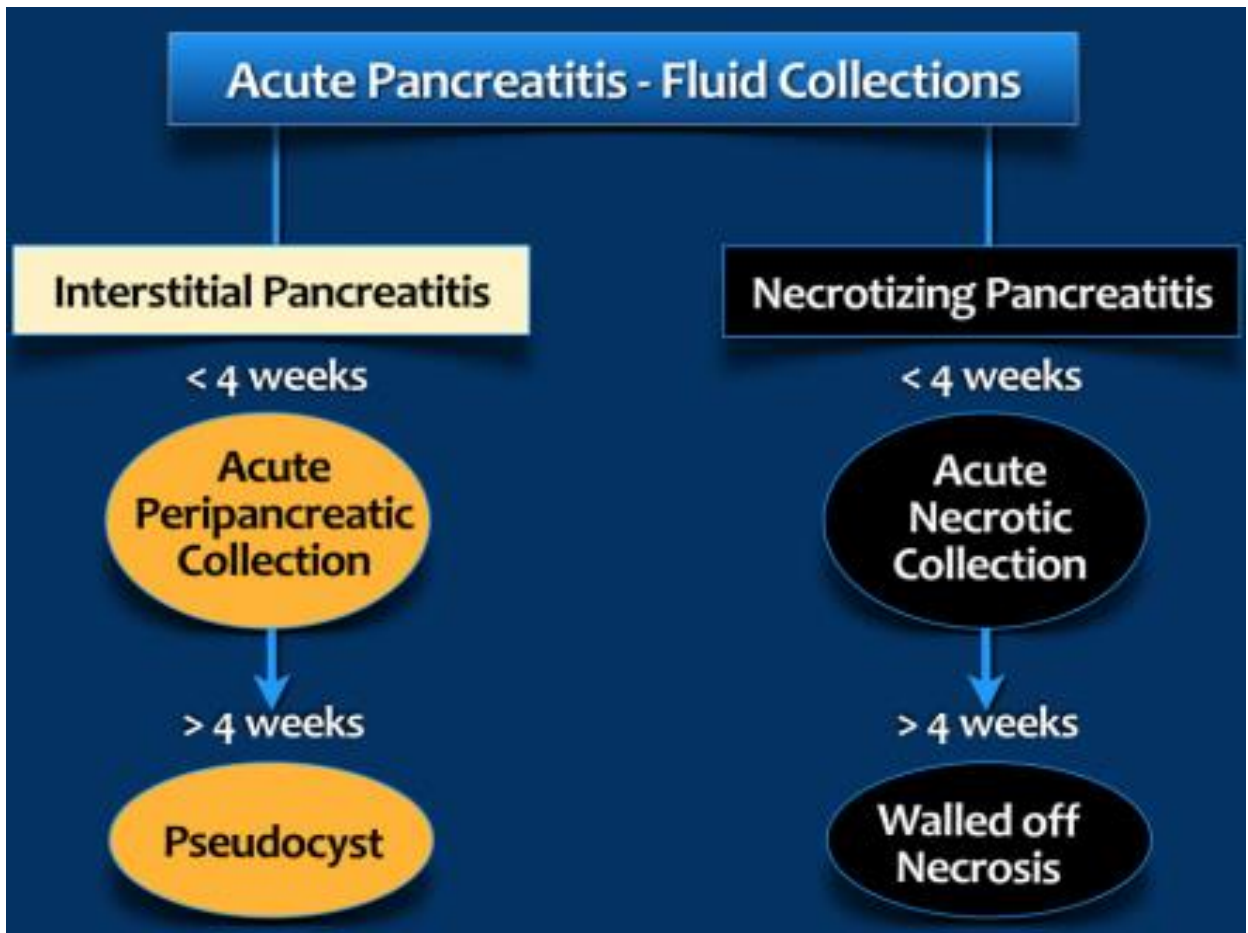 Acute Pancreatitis - Fluid Collections
Interstitial Pancreatitis
< 4 weeks
Acute
Peripancreatic
Collection
> 4 weeks
Pseudocyst
Necrotizing Pancreatitis
< 4 weeks
Acute
Necrotic
Collection
> 4 weeks
Walled off
Necrosis